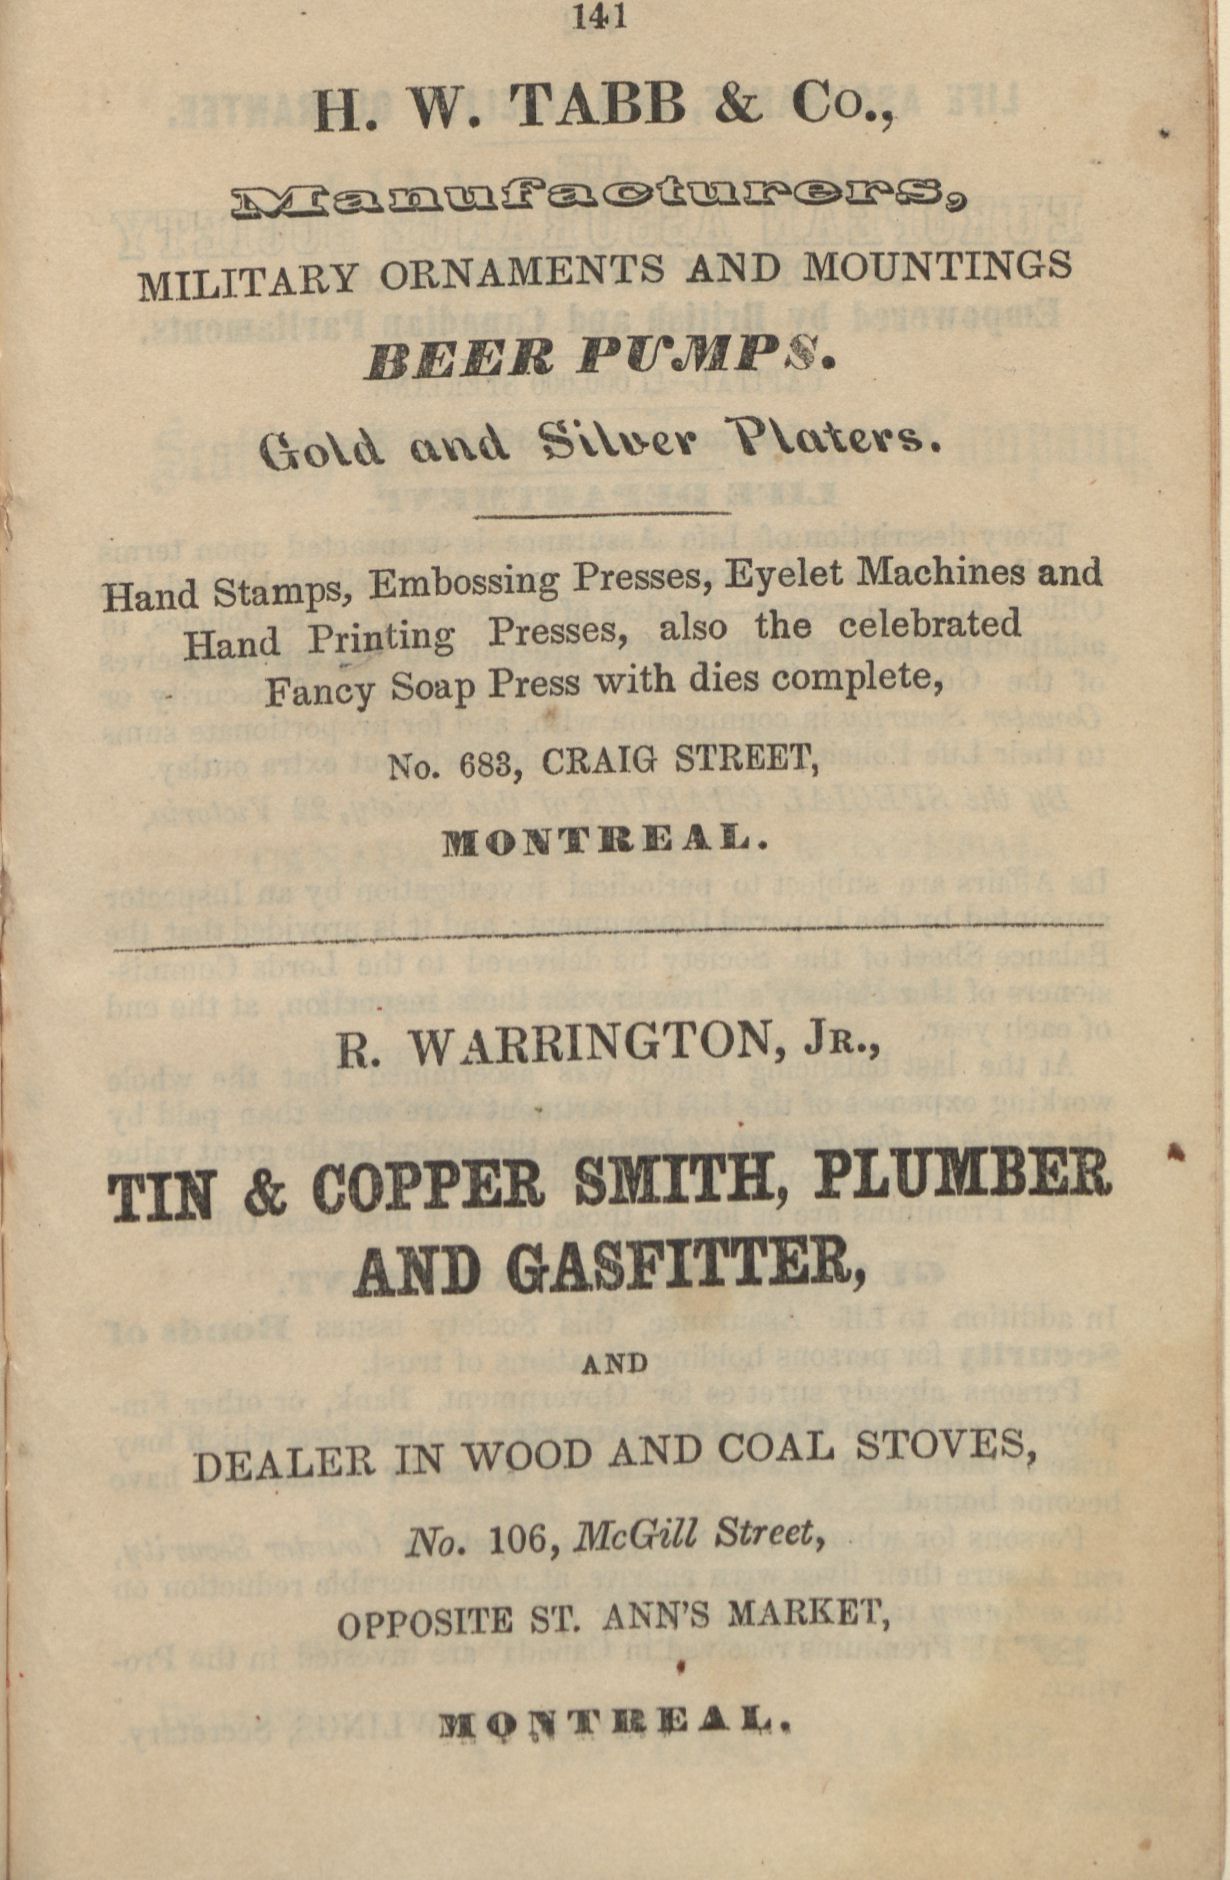 141
H. W. TABB & Co.,
Manufacturers,
MILITARY ORNAMENTS AND MOUNTINGS
BEER PUMPS.
Gold and Silver Platers.
Hand Stamps, Embossing Presses, Eyelet Machines and
Hand Printing Presses, also the celebrated
Fancy Soap Press with dies complete,
No. 683, CRAIG STREET,
MONTREAL.
R. WARRINGTON, JR.,
TIN & COPPER SMITH, PLUMBER
AND GASFITTER,
AND
DEALER IN WOOD AND COAL STOVES,
No. 106, McGill Street,
OPPOSITE ST. ANN'S MARKET,
MONTREAL.